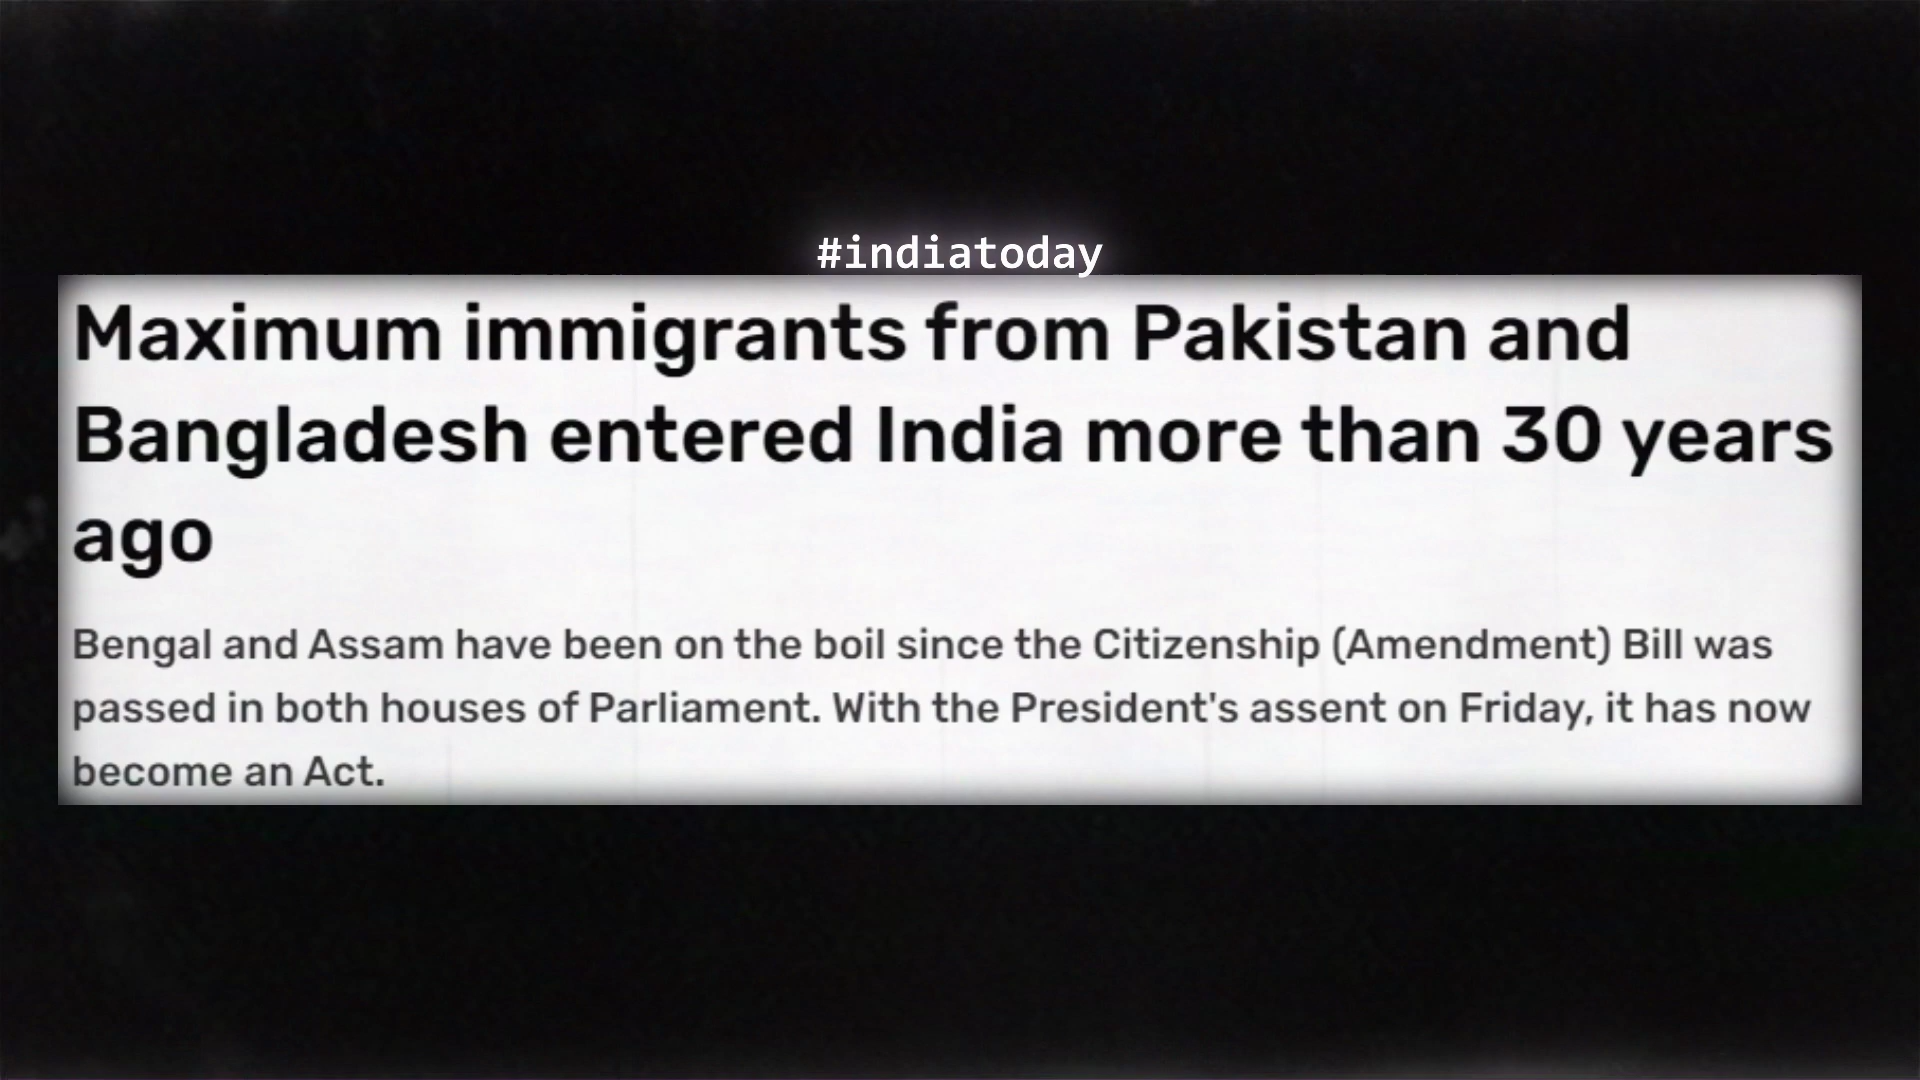 #indiatoday
Maximum immigrants from Pakistan and
Bangladesh entered India more than 30 years
ago
Bengal and Assam have been on the boil since the Citizenship (Amendment) Bill was
passed in both houses of Parliament. With the President's assent on Friday, it has now
become an Act.